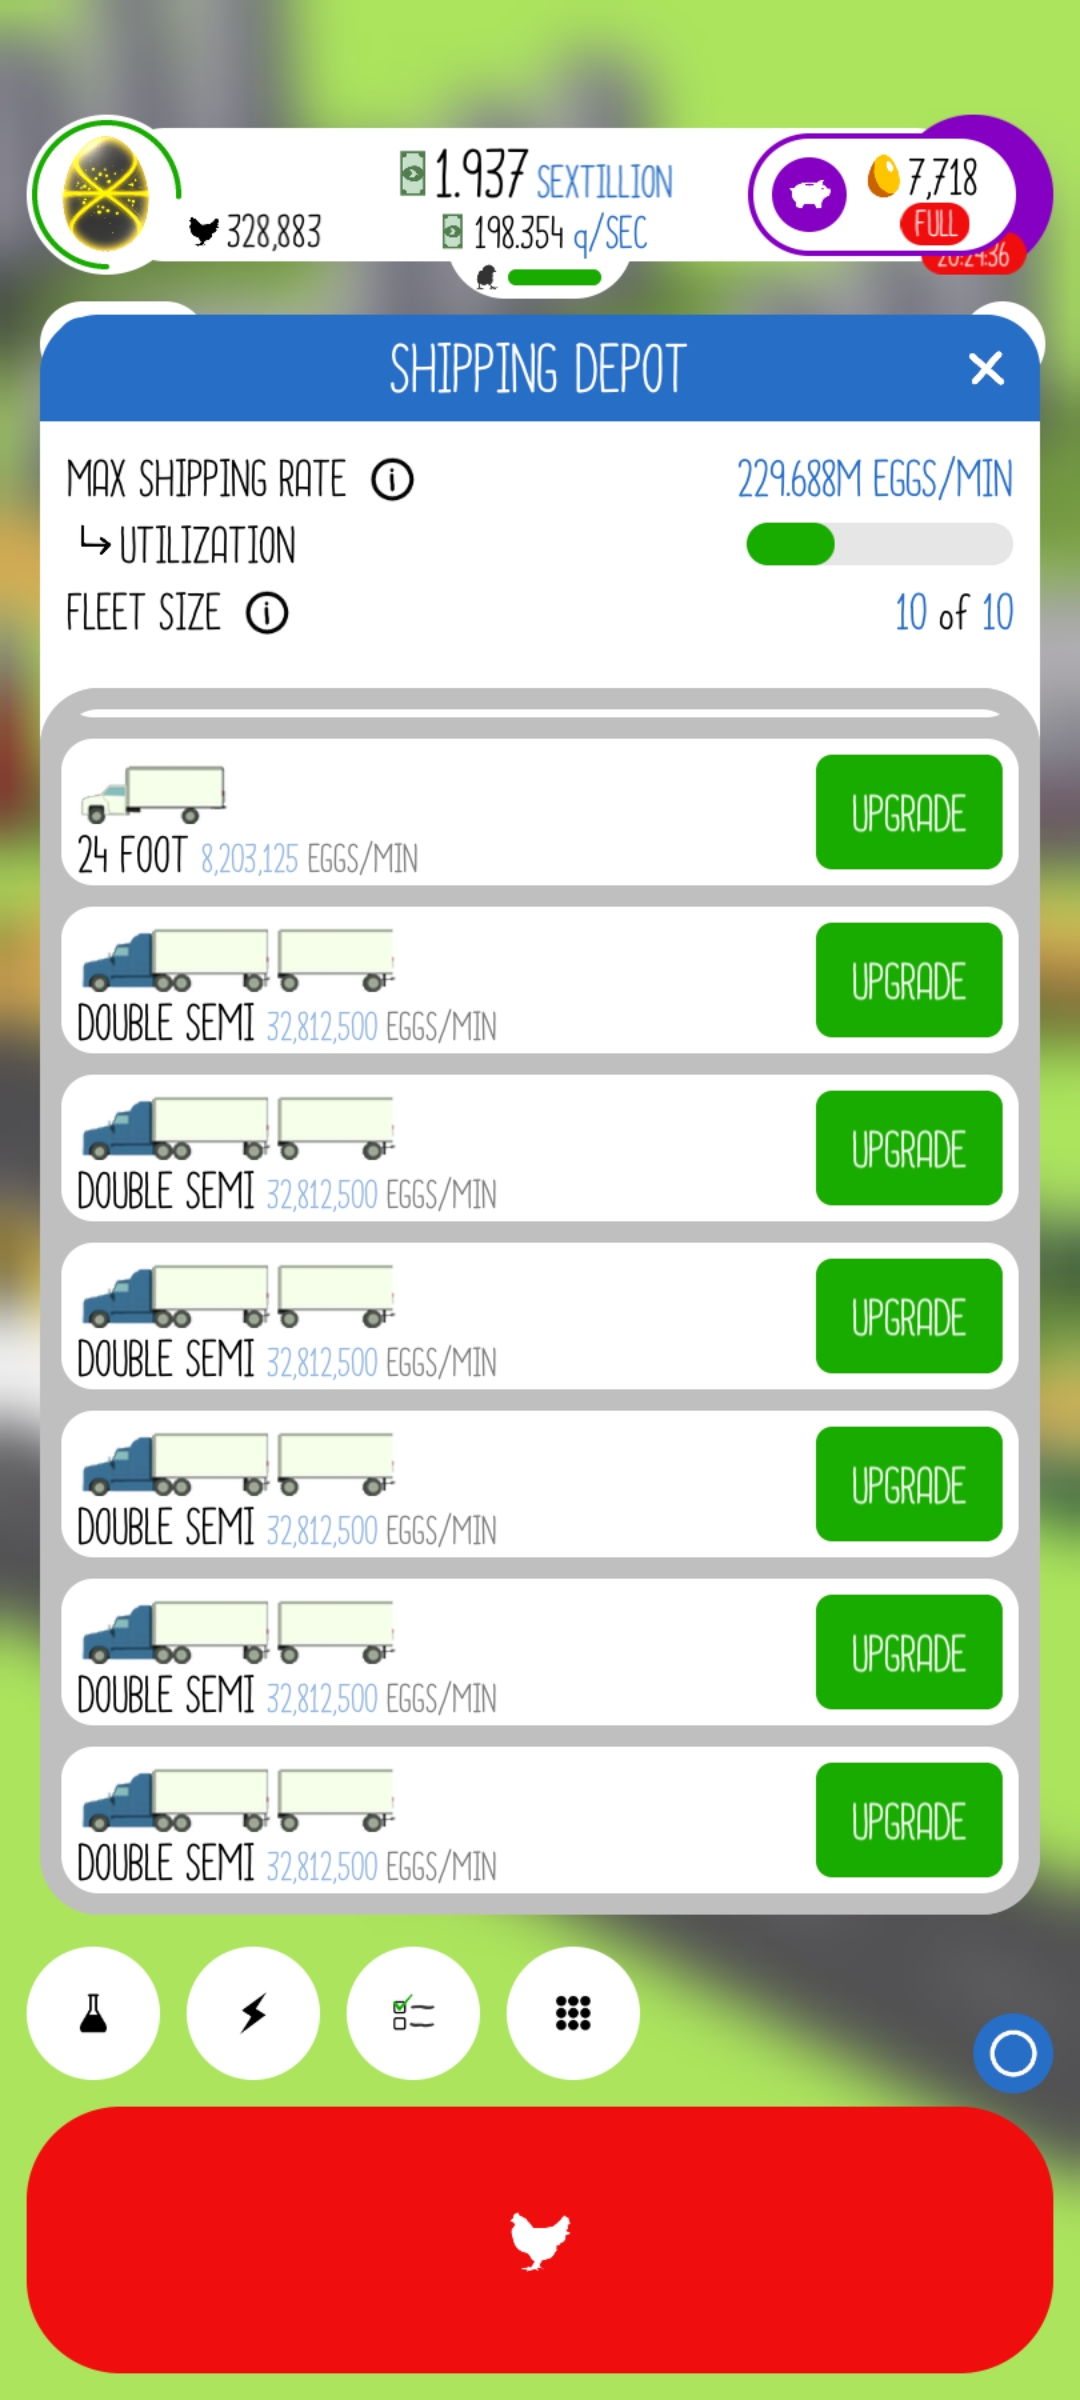 1.937 SEXTILLION
328,883
198.354 q/SEC
7,718
FULL
20:24:36
SHIPPING DEPOT
MAX SHIPPING RATE i 229.688M EGGS/MIN
UTILIZATION
FLEET SIZE i 10 of 10
24 FOOT 8,203,125 EGGS/MIN
UPGRADE
DOUBLE SEMI 32,812,500 EGGS/MIN
UPGRADE
DOUBLE SEMI 32,812,500 EGGS/MIN
UPGRADE
DOUBLE SEMI 32,812,500 EGGS/MIN
UPGRADE
DOUBLE SEMI 32,812,500 EGGS/MIN
UPGRADE
DOUBLE SEMI 32,812,500 EGGS/MIN
UPGRADE
DOUBLE SEMI 32,812,500 EGGS/MIN
UPGRADE